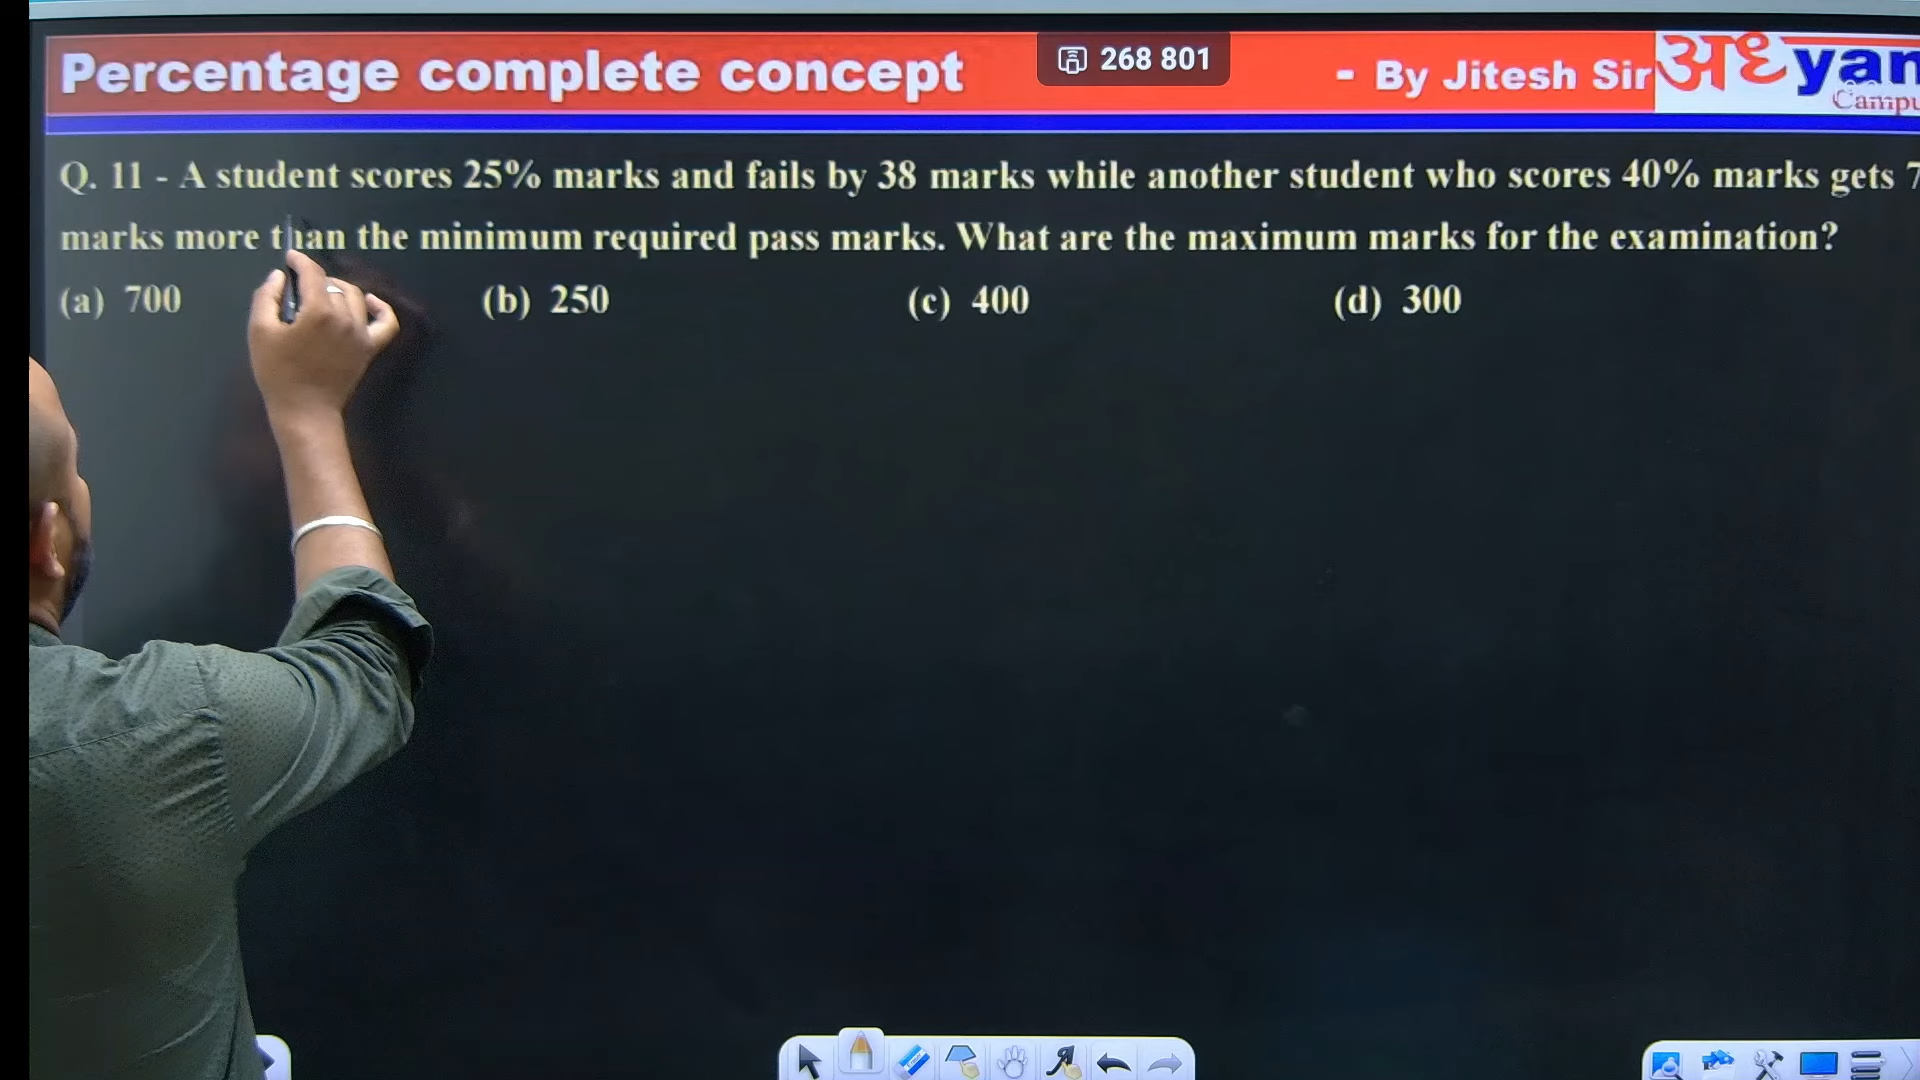 Percentage complete concept
268 801
- By Jitesh Sir
अध्yan
Campu
Q. 11 - A student scores 25% marks and fails by 38 marks while another student who scores 40% marks gets 7
marks more than the minimum required pass marks. What are the maximum marks for the examination?
(a) 700 (b) 250 (c) 400 (d) 300